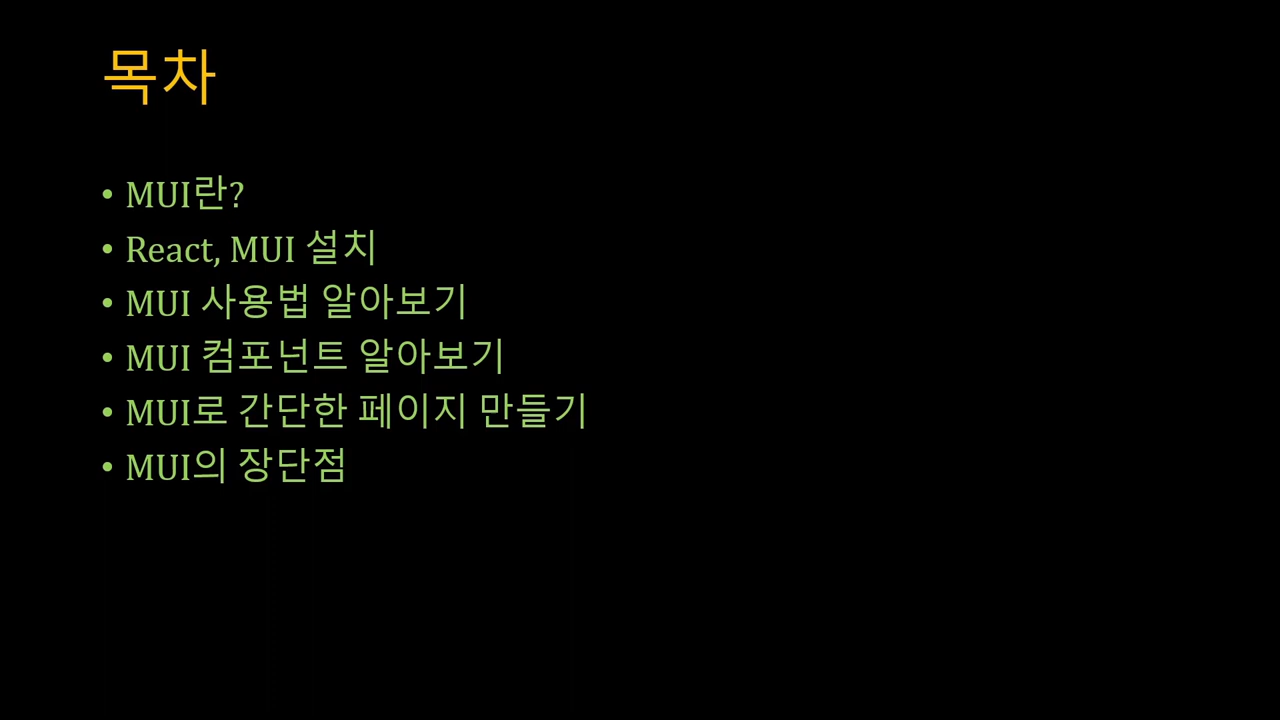 목차
• MUI란?
• React, MUI 설치
• MUI 사용법 알아보기
• MUI 컴포넌트 알아보기
• MUI로 간단한 페이지 만들기
• MUI의 장단점